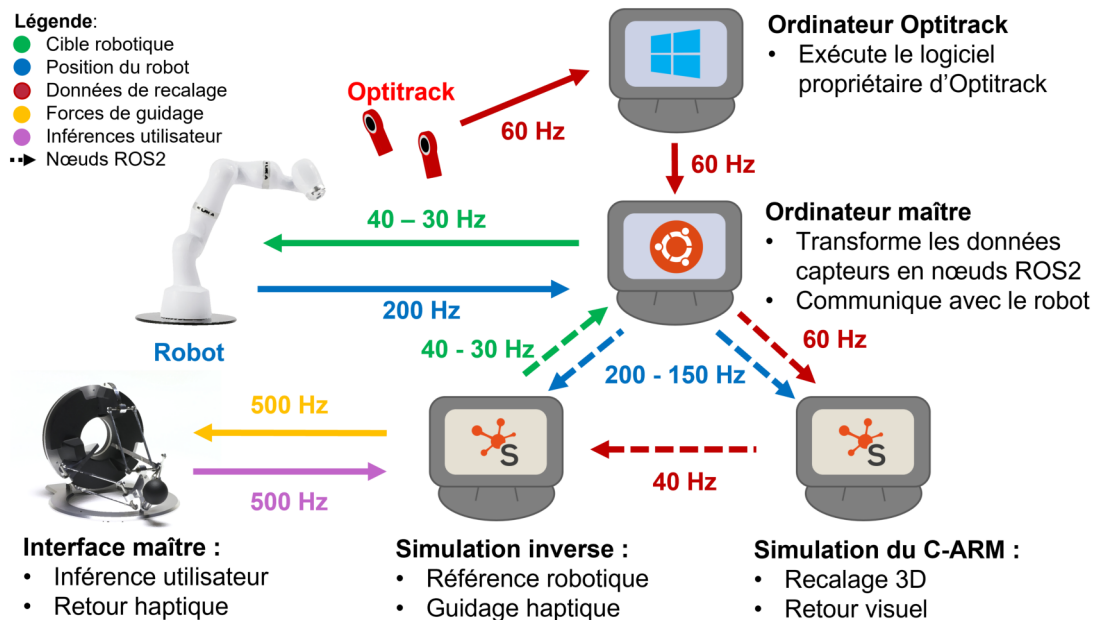 Légende:
Cible robotique
Position du robot
Données de recalage
Forces de guidage
Inférences utilisateur
Nœuds ROS2
Optitrack
60 Hz
Ordinateur Optitrack
• Exécute le logiciel
propriétaire d'Optitrack
60 Hz
40 – 30 Hz
200 Hz
Robot
Ordinateur maître
• Transforme les données
capteurs en nœuds ROS2
• Communique avec le robot
40 - 30 Hz
200 - 150 Hz
60 Hz
500 Hz
500 Hz
S
40 Hz
S
Interface maître :
• Inférence utilisateur
• Retour haptique
Simulation inverse :
• Référence robotique
• Guidage haptique
Simulation du C-ARM :
• Recalage 3D
• Retour visuel